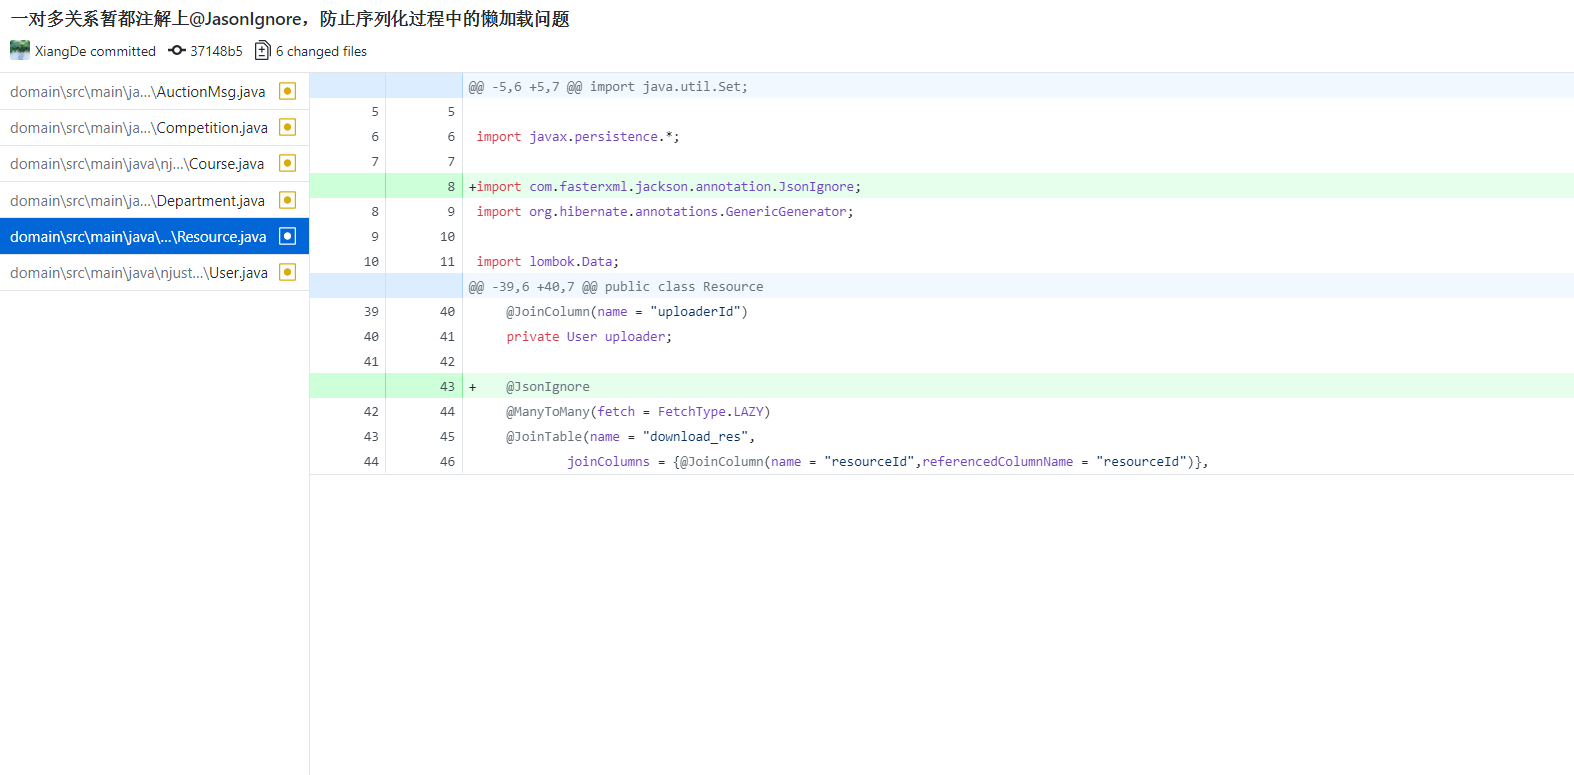 一对多关系暂都注解上@JasonIgnore，防止序列化过程中的懒加载问题
XiangDe committed 37148b5 6 changed files
domain\src\main\ja...\AuctionMsg.java
domain\src\main\ja...\Competition.java
domain\src\main\java\nj...\Course.java
domain\src\main\ja...\Department.java
domain\src\main\java\...\Resource.java
domain\src\main\java\njust...\User.java
@@ -5,6 +5,7 @@ import java.util.Set;
5 5
6 6 import javax.persistence.*;
7 7
8 +import com.fasterxml.jackson.annotation.JsonIgnore;
8 9 import org.hibernate.annotations.GenericGenerator;
9 10
10 11 import lombok.Data;
@@ -39,6 +40,7 @@ public class Resource
39 40 @JoinColumn(name = "uploaderId")
40 41 private User uploader;
41 42
43 + @JsonIgnore
42 44 @ManyToMany(fetch = FetchType.LAZY)
43 45 @JoinTable(name = "download_res",
44 46 joinColumns = {@JoinColumn(name = "resourceId",referencedColumnName = "resourceId")},